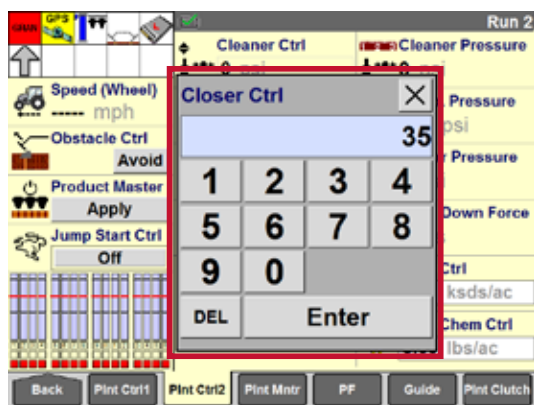 GPS
Run 2
Cleaner Ctrl
Cleaner Pressure
Speed (Wheel)
----- mph
Closer Ctrl
Pressure
psi
Obstacle Ctrl
Avoid
35
Pressure
Product Master
Apply
1 2 3 4
Down Force
Jump Start Ctrl
Off
5 6 7 8
Ctrl
ksds/ac
9 0
DEL
Enter
Chem Ctrl
lbs/ac
Back
Plnt Ctrl1
Plnt Ctrl2
Plnt Mntr
PF
Guide
Plnt Clutch